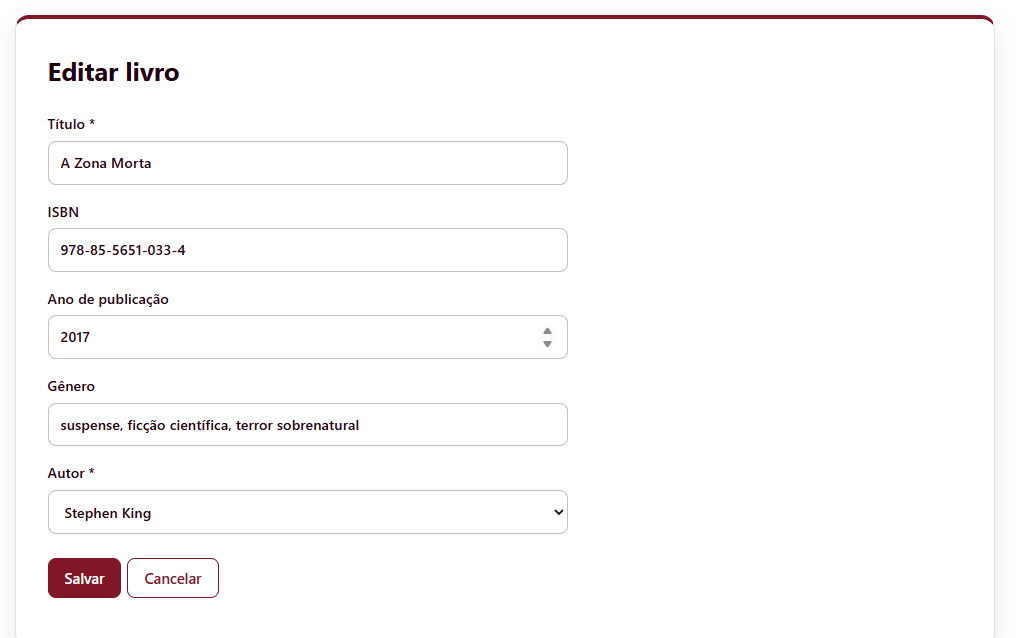 Editar livro
Título *
A Zona Morta
ISBN
978-85-5651-033-4
Ano de publicação
2017
Gênero
suspense, ficção científica, terror sobrenatural
Autor *
Stephen King
Salvar Cancelar